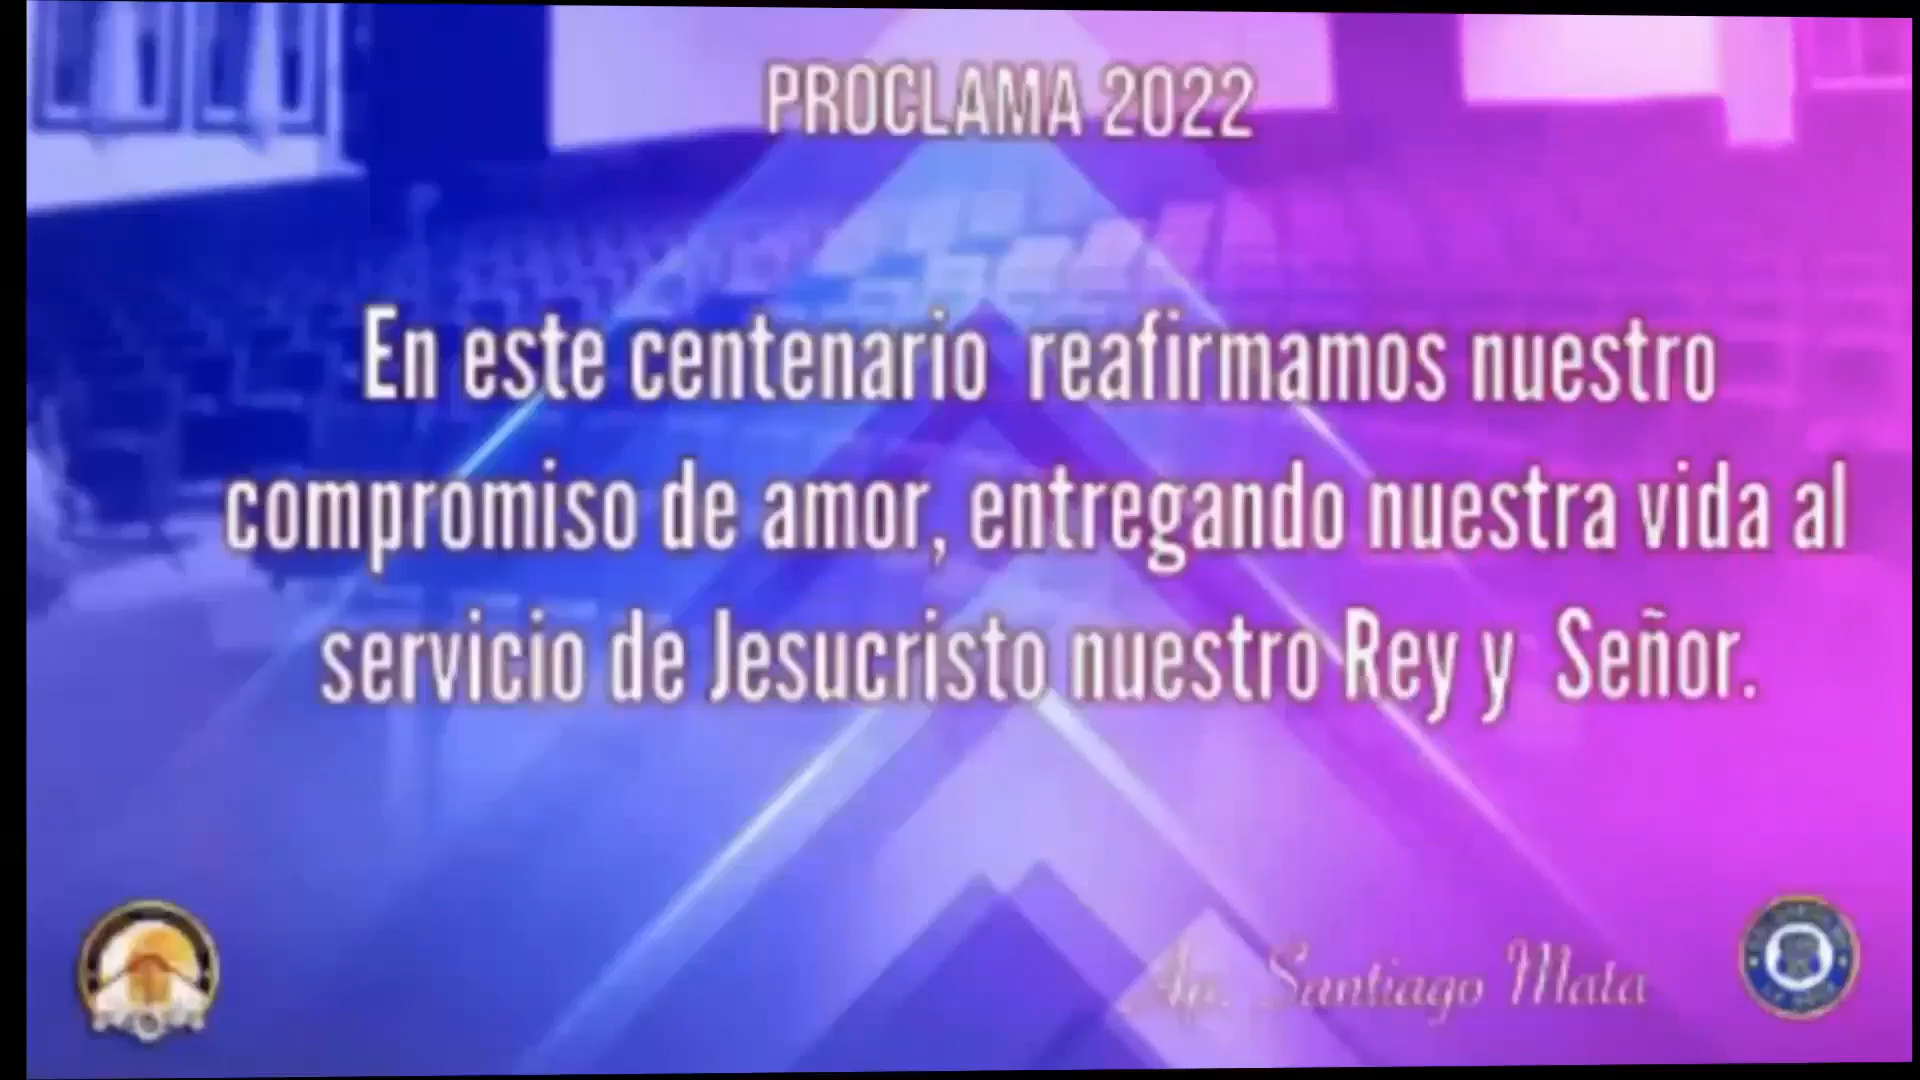 PROCLAMA 2022
En este centenario reafirmamos nuestro
compromiso de amor, entregando nuestra vida al
servicio de Jesucristo nuestro Rey y Señor.
Ap. Santiago Mata